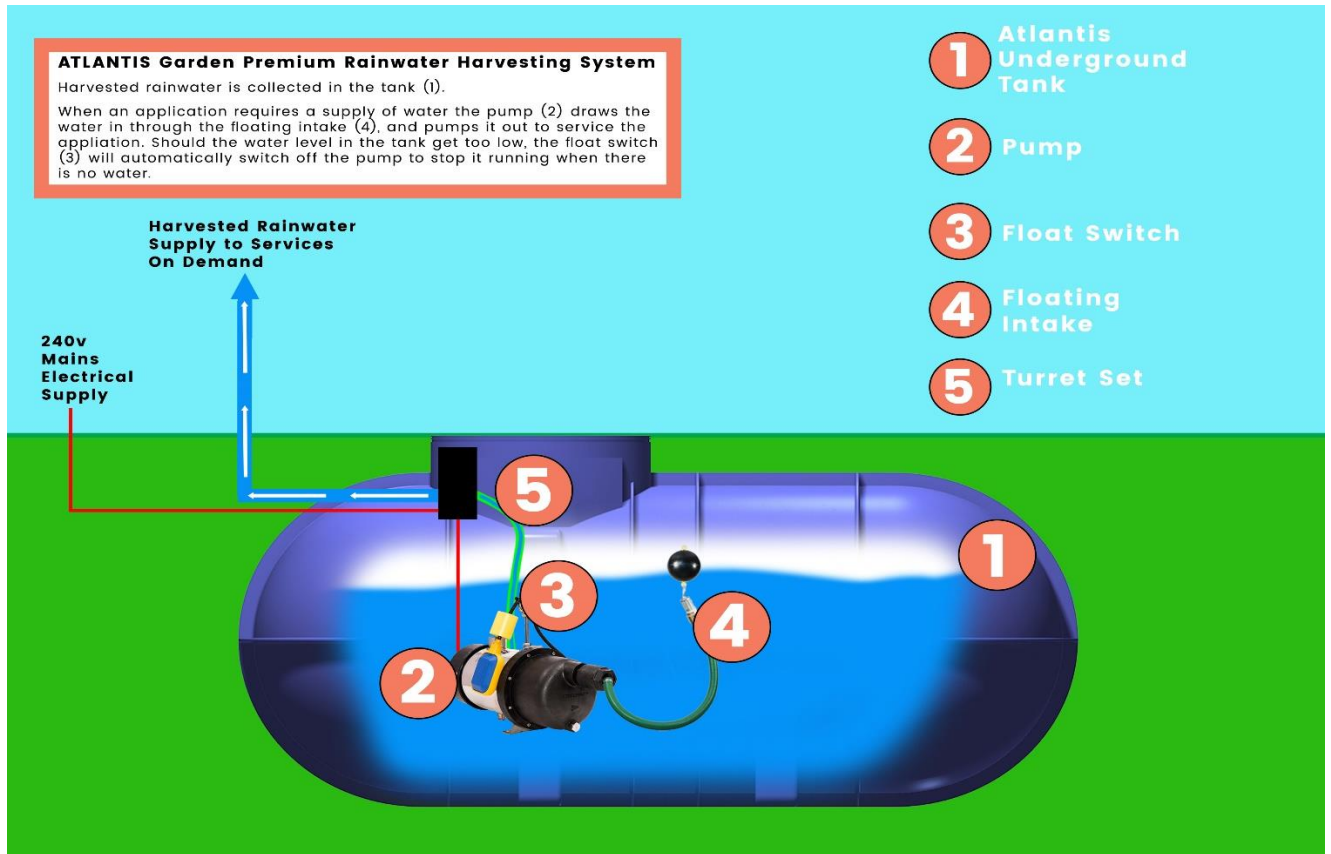 ATLANTIS Garden Premium Rainwater Harvesting System
Harvested rainwater is collected in the tank (1).
When an application requires a supply of water the pump (2) draws the
water in through the floating intake (4), and pumps it out to service the
appliation. Should the water level in the tank get too low, the float switch
(3) will automatically switch off the pump to stop it running when there
is no water.
1
Atlantis
Underground
Tank
2
Pump
3
Float Switch
4
Floating
Intake
5
Turret Set
Harvested Rainwater
Supply to Services
On Demand
240v
Mains
Electrical
Supply
5
1
3
4
2